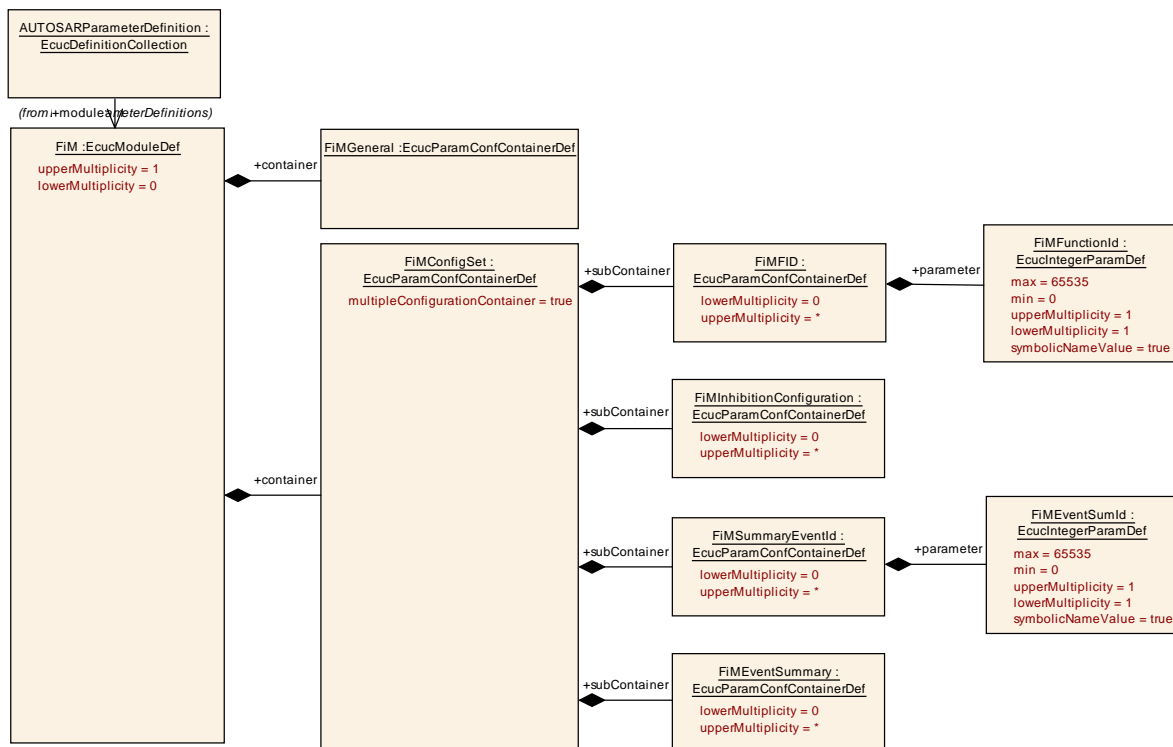 AUTOSARParameterDefinition :
EcucDefinitionCollection
+module
FiM :EcucModuleDef
upperMultiplicity = 1
lowerMultiplicity = 0
+container
FiMGeneral :EcucParamConfContainerDef
+container
FiMConfigSet :
EcucParamConfContainerDef
multipleConfigurationContainer = true
+subContainer
FiMFID :
EcucParamConfContainerDef
lowerMultiplicity = 0
upperMultiplicity = *
+parameter
FiMFunctionId :
EcucIntegerParamDef
max = 65535
min = 0
upperMultiplicity = 1
lowerMultiplicity = 1
symbolicNameValue = true
+subContainer
FiMInhibitionConfiguration :
EcucParamConfContainerDef
lowerMultiplicity = 0
upperMultiplicity = *
+subContainer
FiMSummaryEventId :
EcucParamConfContainerDef
lowerMultiplicity = 0
upperMultiplicity = *
+parameter
FiMEventSumId :
EcucIntegerParamDef
max = 65535
min = 0
upperMultiplicity = 1
lowerMultiplicity = 1
symbolicNameValue = true
+subContainer
FiMEventSummary :
EcucParamConfContainerDef
lowerMultiplicity = 0
upperMultiplicity = *